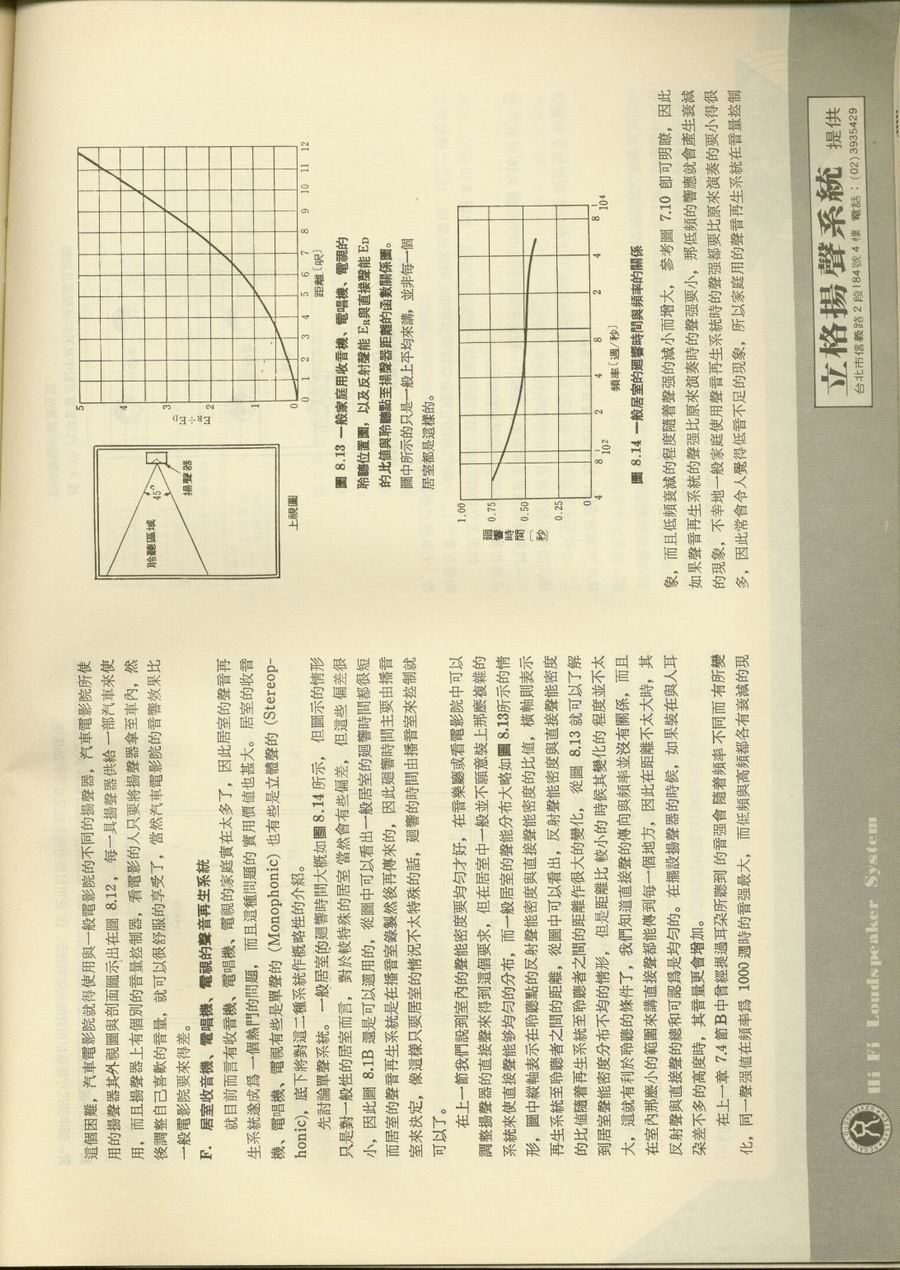 這個困難，汽車電影院就得使用與一般電影院的不同的揚聲器，汽車電影院所使
用的揚聲器其外視圖與剖面圖示出在圖 8.12，每一具揚聲器供給一部汽車來使
用，而且揚聲器上有個別的音量控制器，看電影的人只要將揚聲器拿至車內，然
後調整自己喜歡的音量，就可以很舒服的享受了，當然汽車電影院的音響效果比
一般電影院要來得差。
F. 居室收音機、電唱機、電視的聲音再生系統
就目前而言有收音機、電唱機、電視的家庭實在太多了，因此居室的聲音再
生系統遂成爲一個熱門的問題，而且這種問題的實用價值也甚大。居室的收音
機、電唱機、電視有些是單聲的 (Monophonic) 也有些是立體聲的 (Stereop-
honic)，底下將對這二種系統作概略性的介紹。
先討論單聲系統。一般居室的廻響時間大概如圖 8.14 所示，但圖示的情形
只是對一般性的居室而言，對於較特殊的居室當然會有些偏差，但這些偏差很
小，因此圖 8.1B 還是可以適用的，從圖中可以看出一般居室的廻響時間都很短
而居室的聲音再生系統是在播音室錄製然後再傳來的，因此廻響時間主要由播音
室來決定，像這樣只要居室的情況不太特殊的話，廻響的時間由播音室來控制就
可以了。
在上一節我們說到室內的聲能密度要均勻才好，在音樂廳或看電影院中可以
調整揚聲器的直接聲來得到這個要求，但在居室中一般並不願意裝上那麼複雜的
系統來使直接聲能够均勻的分布，而一般居室的聲能分布大略如圖 8.13所示的情
形，圖中縱軸表示在聆聽點的反射聲能密度與直接聲能密度的比值，橫軸則表示
再生系統至聆聽者之間的距離，從圖中可以看出，反射聲能密度與直接聲能密度
的比值隨着再生系統至聆聽者之間的距離作很大的變化，從圖 8.13 就可以了解
到居室聲能密度分布不均的情形，但是距離比較小的時候其變化的程度並不太
大，這就有利於聆聽的條件了，我們知道直接聲的傳向與頻率並沒有關係，而且
在室內那麼小的範圍來講直接聲都能傳到每一個地方，因此在距離不太大時，其
反射聲與直接聲的總和可認爲是均勻的。在擺設揚聲器的時候，如果裝在與人耳
朶差不多的高度時，其音量更會增加。
在上一章 7.4 節 B 中曾經提過耳朶所聽到的音強會隨着頻率不同而有所變
化，同一聲强値在頻率爲 1000 週時的音强最大，而低頻與高頻都各有衰減的現
上視圖
聆聽區域
45°
揚聲器
E_R ÷ E_D
5
4
3
2
1
0
0 1 2 3 4 5 6 7 8 9 10 11 12
距離〔呎〕
圖 8.13 一般家庭用收音機、電唱機、電視的
聆聽位置圖，以及反射聲能 E_R 與直接聲能 E_D
的比值與聆聽點至揚聲器距離的函數關係圖。
圖中所示的只是一般上平均來講，並非每一個
居室都是這樣的。
廻響時間〔秒〕
1.00
0.75
0.50
0.25
0
4 8 10² 2 4 8 2 4 8 10⁴
頻率〔週/秒〕
圖 8.14 一般居室的廻響時間與頻率的關係
象，而且低頻衰減的程度隨着聲强的減小而增大，參考圖 7.10 卽可明瞭，因此
如果聲音再生系統的聲强比原來演奏時的聲强要小，那低頻的響應就會產生衰減
的現象，不幸地一般家庭使用聲音再生系統時的聲强都要比原來演奏的要小得很
多，因此常會令人覺得低音不足的現象，所以家庭用的聲音再生系統在音量控制
Hi Fi Loudspeaker System
立格揚聲系統 提供
台北市信義路 2 段184號 4 樓 電話：(02) 3935429